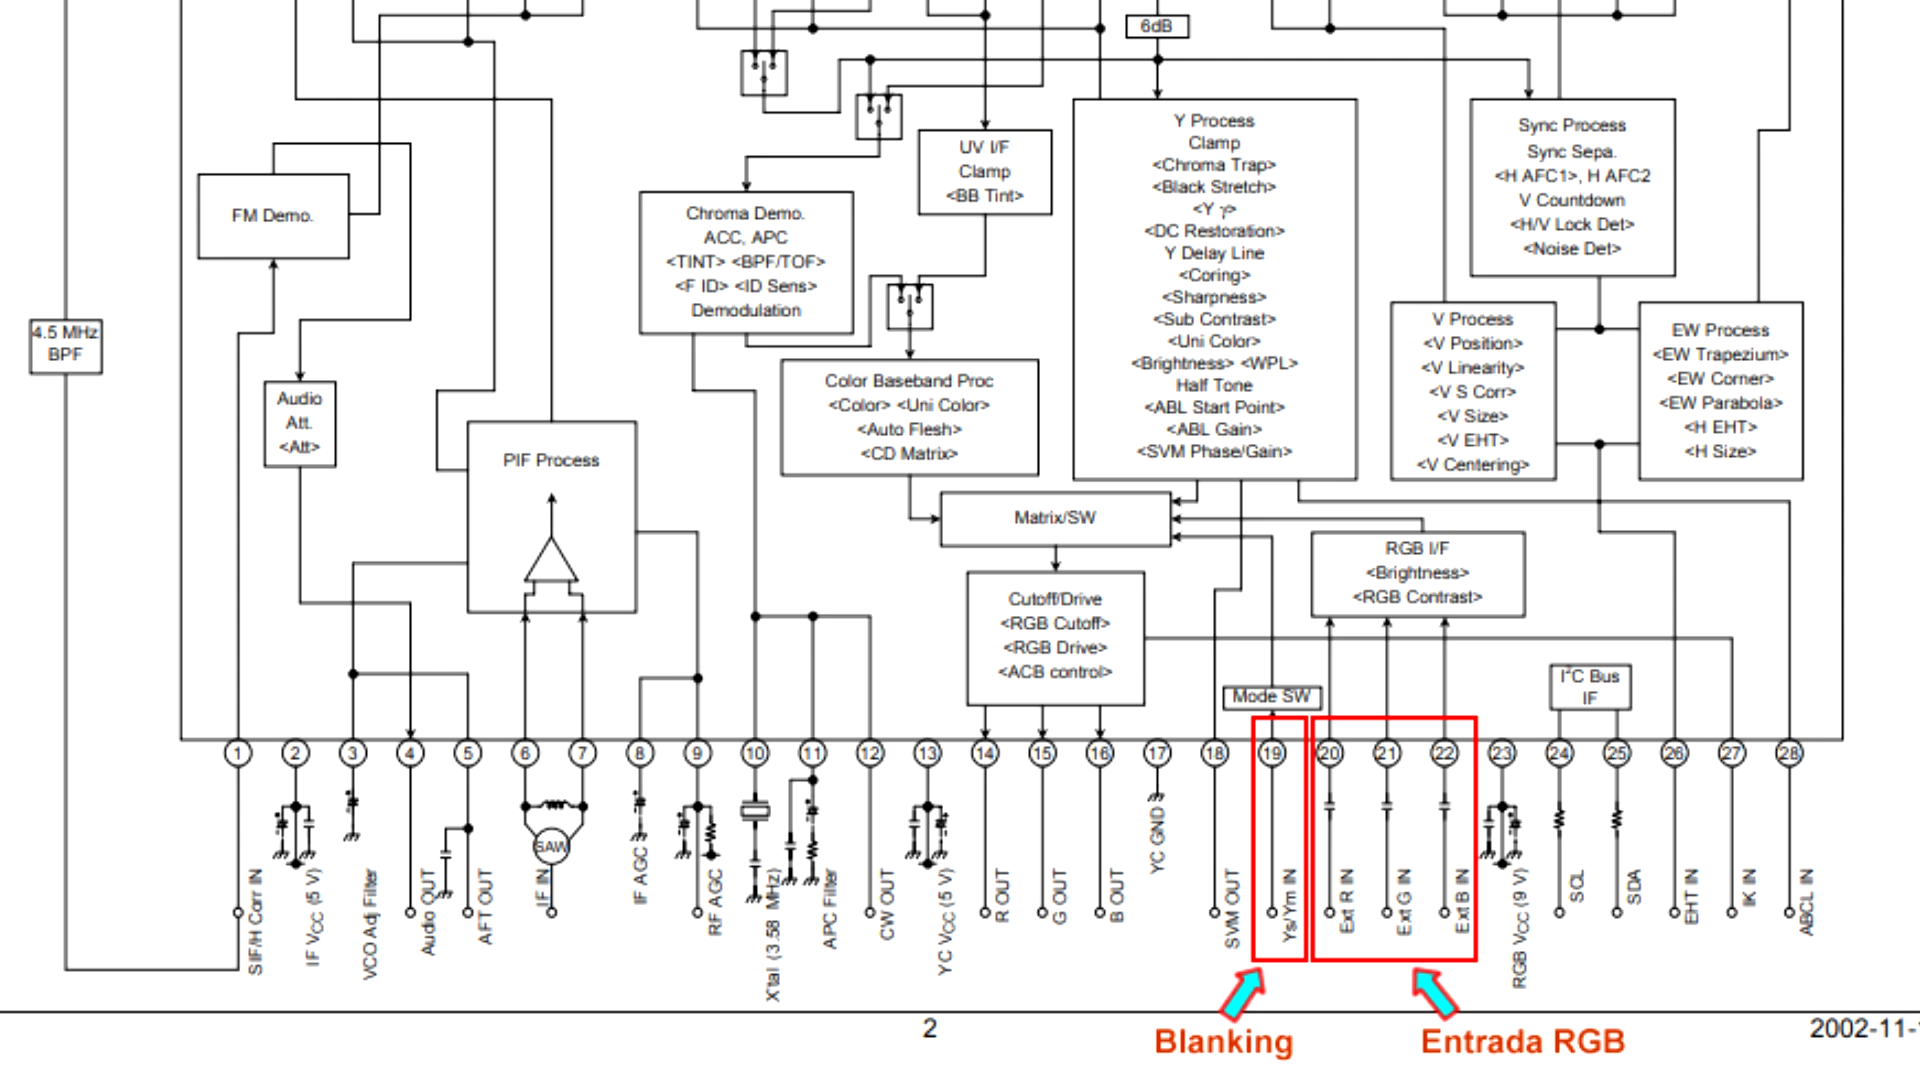 6dB
Y Process
Clamp
<Chroma Trap>
<Black Stretch>
<Y γ>
<DC Restoration>
Y Delay Line
<Coring>
<Sharpness>
<Sub Contrast>
<Uni Color>
<Brightness> <WPL>
Half Tone
<ABL Start Point>
<ABL Gain>
<SVM Phase/Gain>
Sync Process
Sync Sepa.
<H AFC1>, H AFC2
V Countdown
<H/V Lock Det>
<Noise Det>
UV I/F
Clamp
<BB Tint>
FM Demo.
Chroma Demo.
ACC, APC
<TINT> <BPF/TOF>
<F ID> <ID Sens>
Demodulation
4.5 MHz
BPF
V Process
<V Position>
<V Linearity>
<V S Corr>
<V Size>
<V EHT>
<V Centering>
EW Process
<EW Trapezium>
<EW Corner>
<EW Parabola>
<H EHT>
<H Size>
Audio
Att.
<Att>
Color Baseband Proc
<Color> <Uni Color>
<Auto Flesh>
<CD Matrix>
PIF Process
Matrix/SW
RGB I/F
<Brightness>
<RGB Contrast>
Cutoff/Drive
<RGB Cutoff>
<RGB Drive>
<ACB control>
Mode SW
I²C Bus
IF
1 2 3 4 5 6 7 8 9 10 11 12 13 14 15 16 17 18 19 20 21 22 23 24 25 26 27 28
SAW
SIF/H Corr IN
IF VCC (5 V)
VCO Adj Filter
Audio OUT
AFT OUT
IF IN
IF AGC
RF AGC
X'tal (3.58 MHz)
APC Filter
CW OUT
YC VCC (5 V)
R OUT
G OUT
B OUT
YC GND
SVM OUT
Ys/Ym IN
Ext R IN
Ext G IN
Ext B IN
RGB VCC (9 V)
SCL
SDA
EHT IN
IK IN
ABCL IN
2
2002-11-
Blanking
Entrada RGB